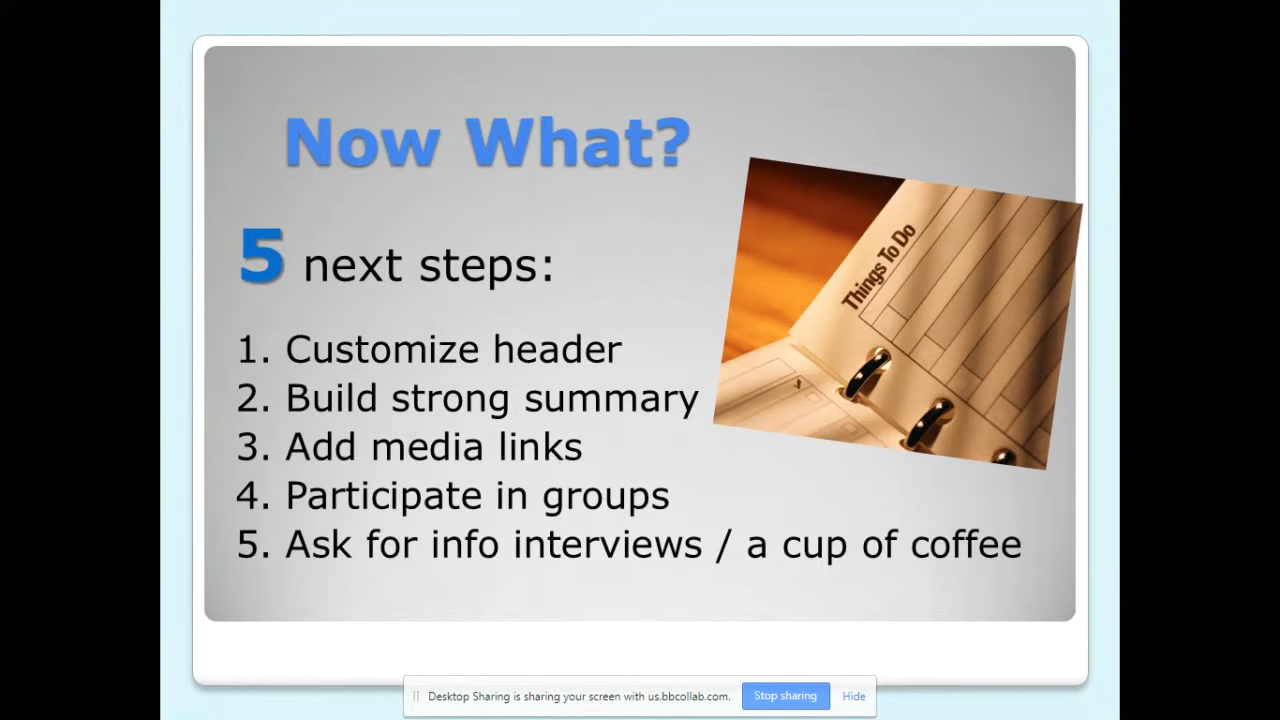 Now What?
5 next steps:
Things To Do
1. Customize header
2. Build strong summary
3. Add media links
4. Participate in groups
5. Ask for info interviews / a cup of coffee
Desktop Sharing is sharing your screen with us.bbcollab.com.
Stop sharing
Hide